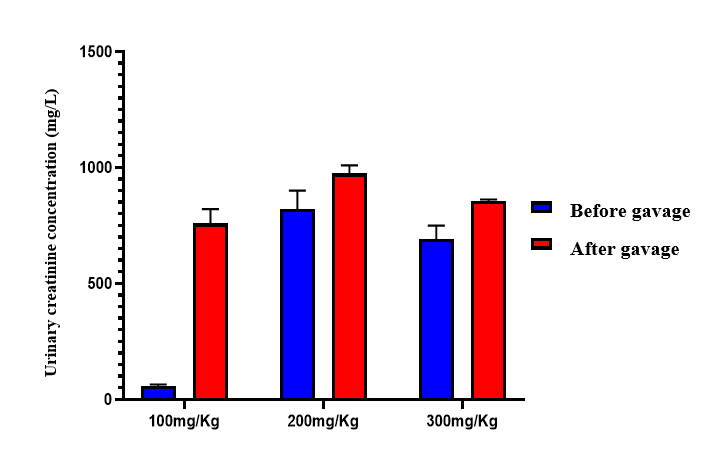 Urinary creatinine concentration (mg/L)
1500
1000
500
0
100mg/Kg
200mg/Kg
300mg/Kg
Before gavage
After gavage